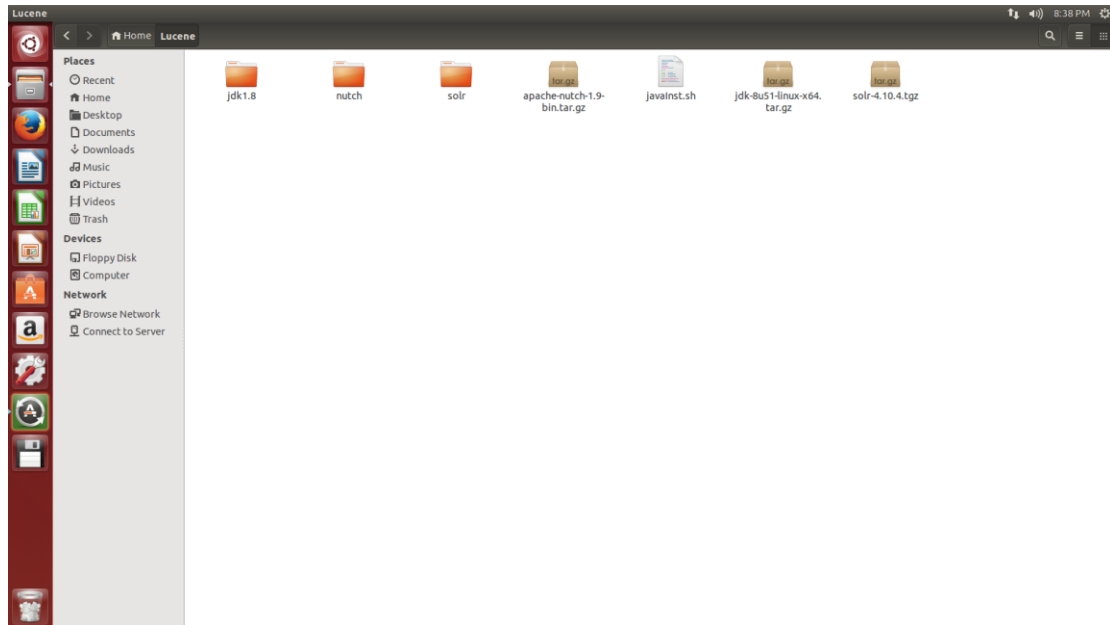 Lucene
8:38 PM
Home Lucene
Places
Recent
Home
Desktop
Documents
Downloads
Music
Pictures
Videos
Trash
Devices
Floppy Disk
Computer
Network
Browse Network
Connect to Server
jdk1.8
nutch
solr
tar.gz
apache-nutch-1.9-
bin.tar.gz
javaInst.sh
tar.gz
jdk-8u51-linux-x64.
tar.gz
tar.gz
solr-4.10.4.tgz
a